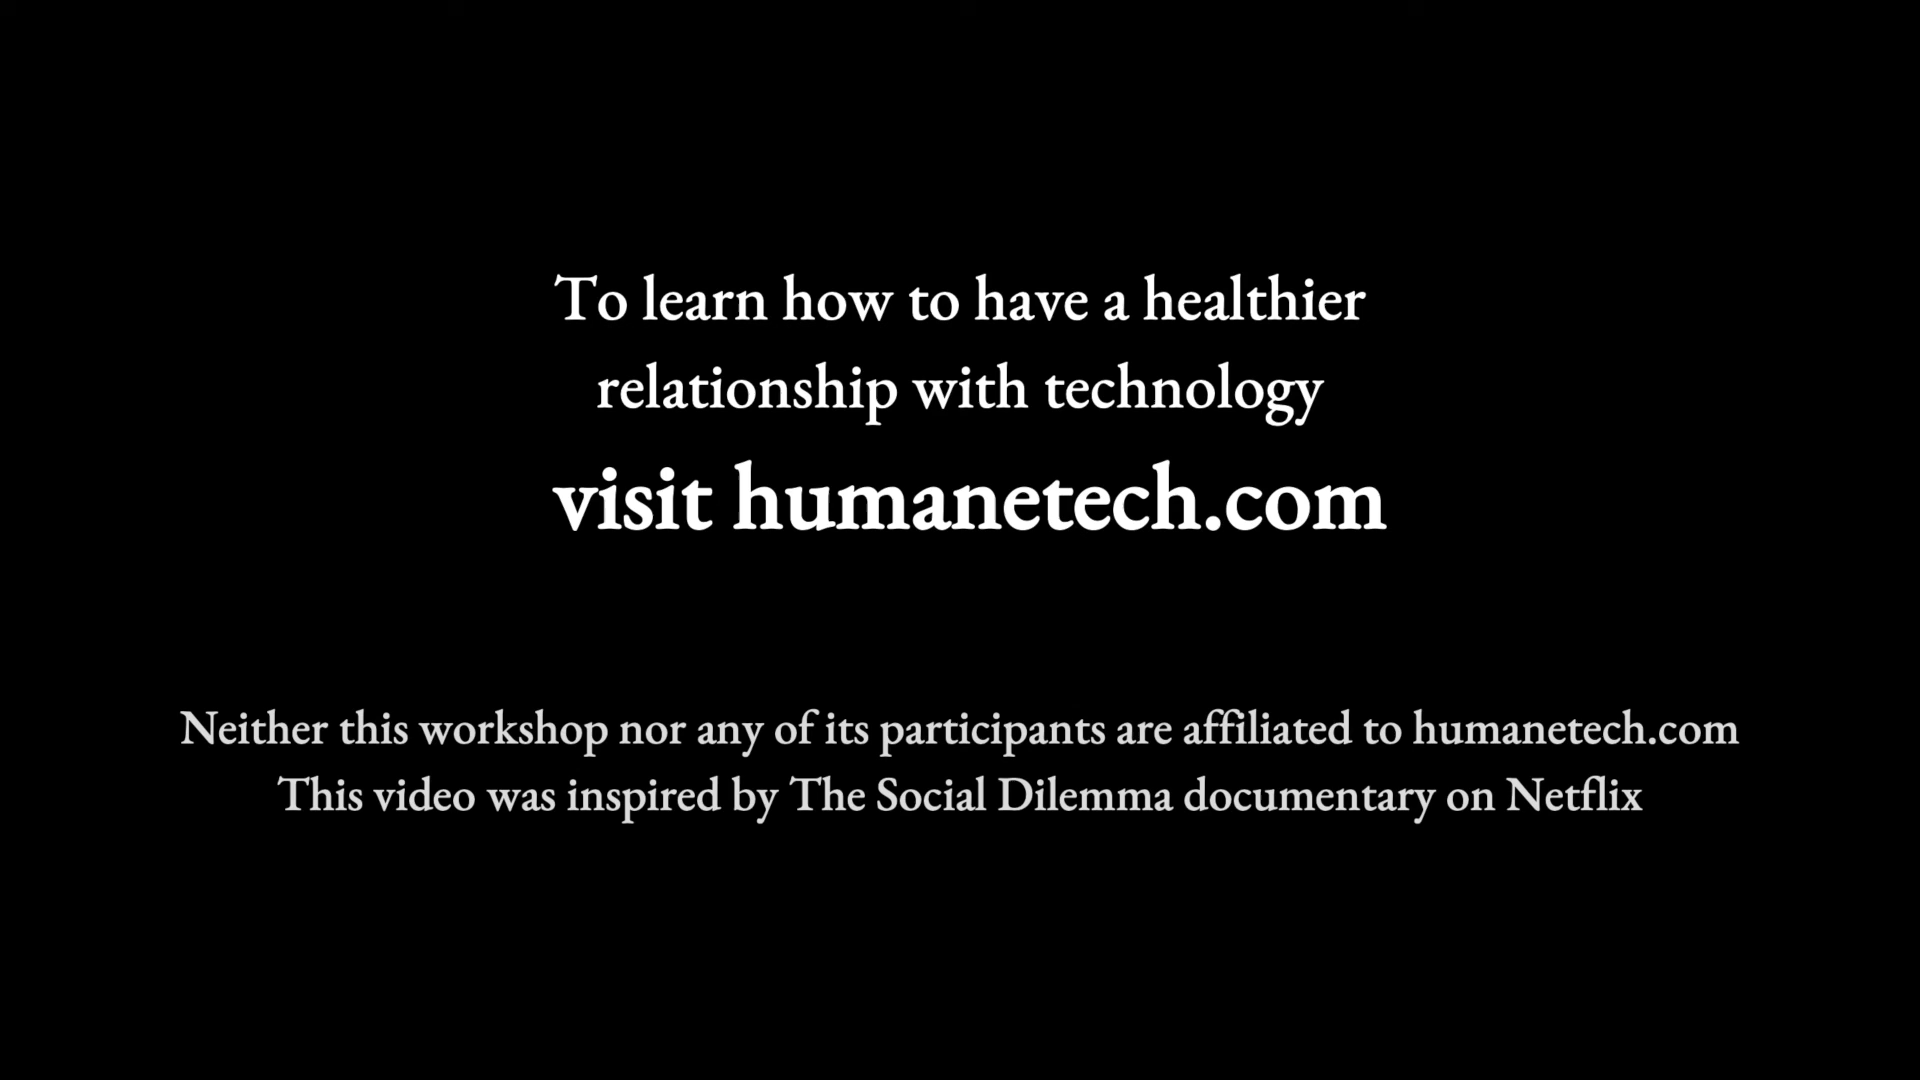 To learn how to have a healthier
relationship with technology
visit humanetech.com
Neither this workshop nor any of its participants are affiliated to humanetech.com
This video was inspired by The Social Dilemma documentary on Netflix